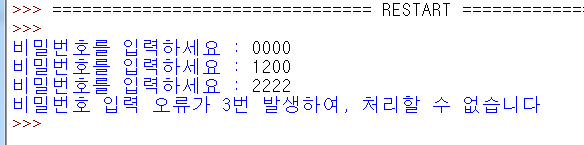 >>> ================================ RESTART ============
>>>
비밀번호를 입력하세요 : 0000
비밀번호를 입력하세요 : 1200
비밀번호를 입력하세요 : 2222
비밀번호 입력 오류가 3번 발생하여, 처리할 수 없습니다
>>>